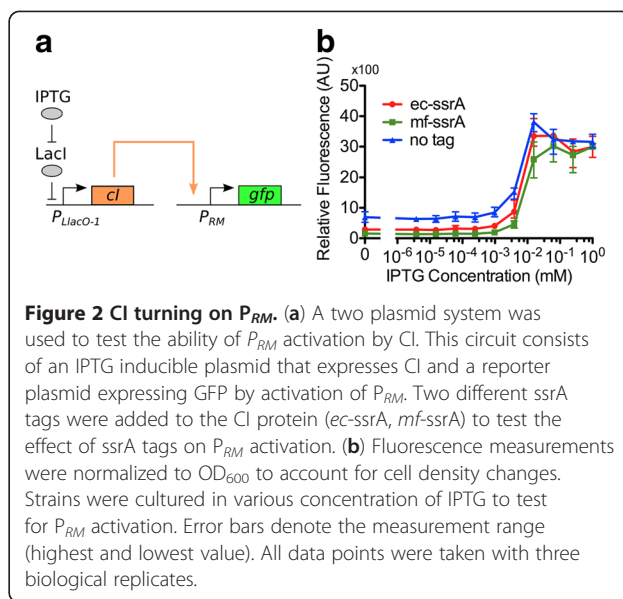 a
IPTG
LacI
cI
P_LlacO-1
gfp
P_RM
b
x100
Relative Fluorescence (AU)
50
40
30
20
10
0
ec-ssrA
mf-ssrA
no tag
0 10^-6 10^-5 10^-4 10^-3 10^-2 10^-1 10^0
IPTG Concentration (mM)
Figure 2 CI turning on P_RM. (a) A two plasmid system was
used to test the ability of P_RM activation by CI. This circuit consists
of an IPTG inducible plasmid that expresses CI and a reporter
plasmid expressing GFP by activation of P_RM. Two different ssrA
tags were added to the CI protein (ec-ssrA, mf-ssrA) to test the
effect of ssrA tags on P_RM activation. (b) Fluorescence measurements
were normalized to OD_600 to account for cell density changes.
Strains were cultured in various concentration of IPTG to test
for P_RM activation. Error bars denote the measurement range
(highest and lowest value). All data points were taken with three
biological replicates.